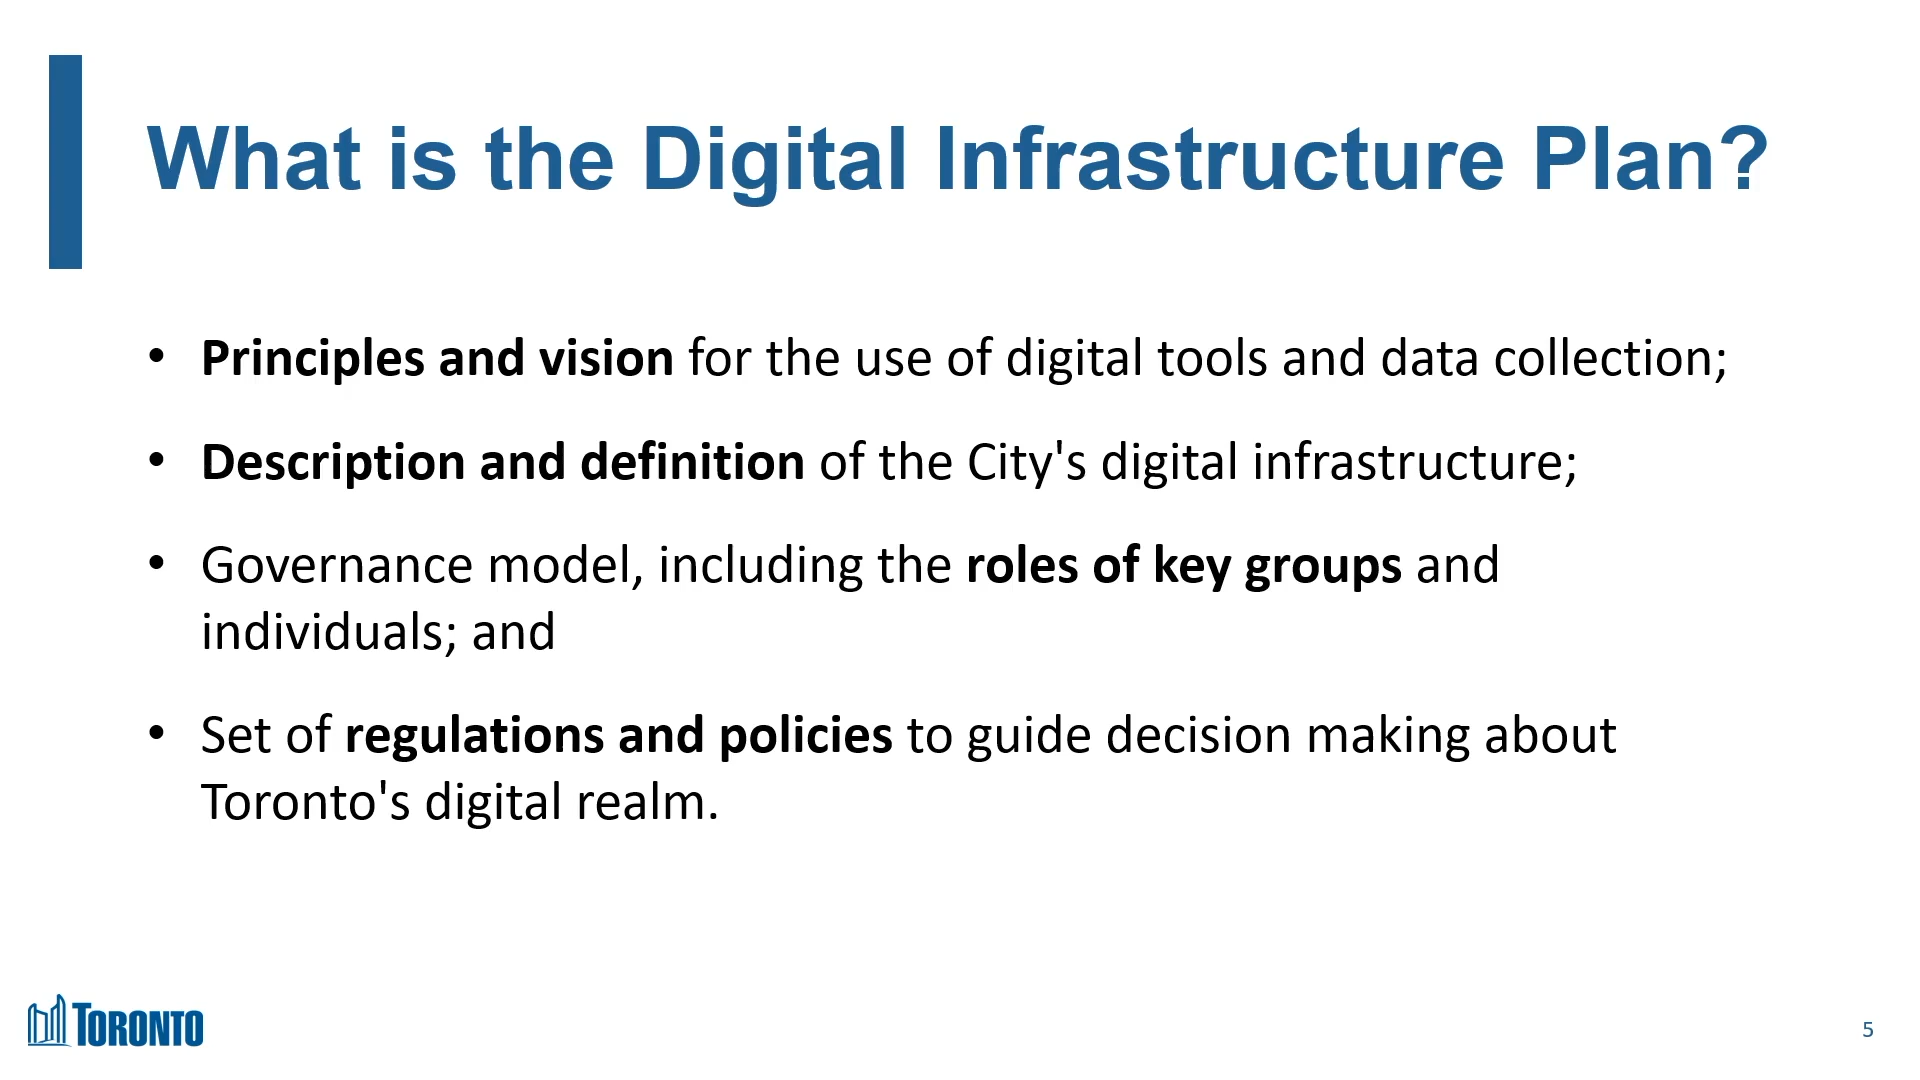 What is the Digital Infrastructure Plan?
• Principles and vision for the use of digital tools and data collection;
• Description and definition of the City's digital infrastructure;
• Governance model, including the roles of key groups and
individuals; and
• Set of regulations and policies to guide decision making about
Toronto's digital realm.
TORONTO
5